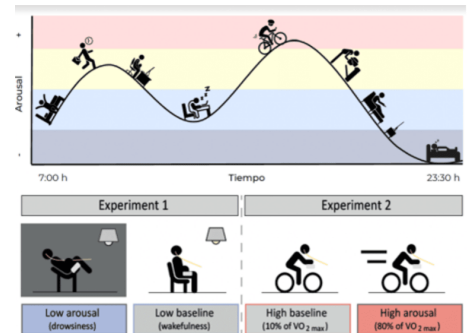 +
Arousal
-
7:00 h
Tiempo
23:30 h
Experiment 1
Experiment 2
Low arousal
(drowsiness)
Low baseline
(wakefulness)
High baseline
(10% of VO2 max)
High arousal
(80% of VO2 max)